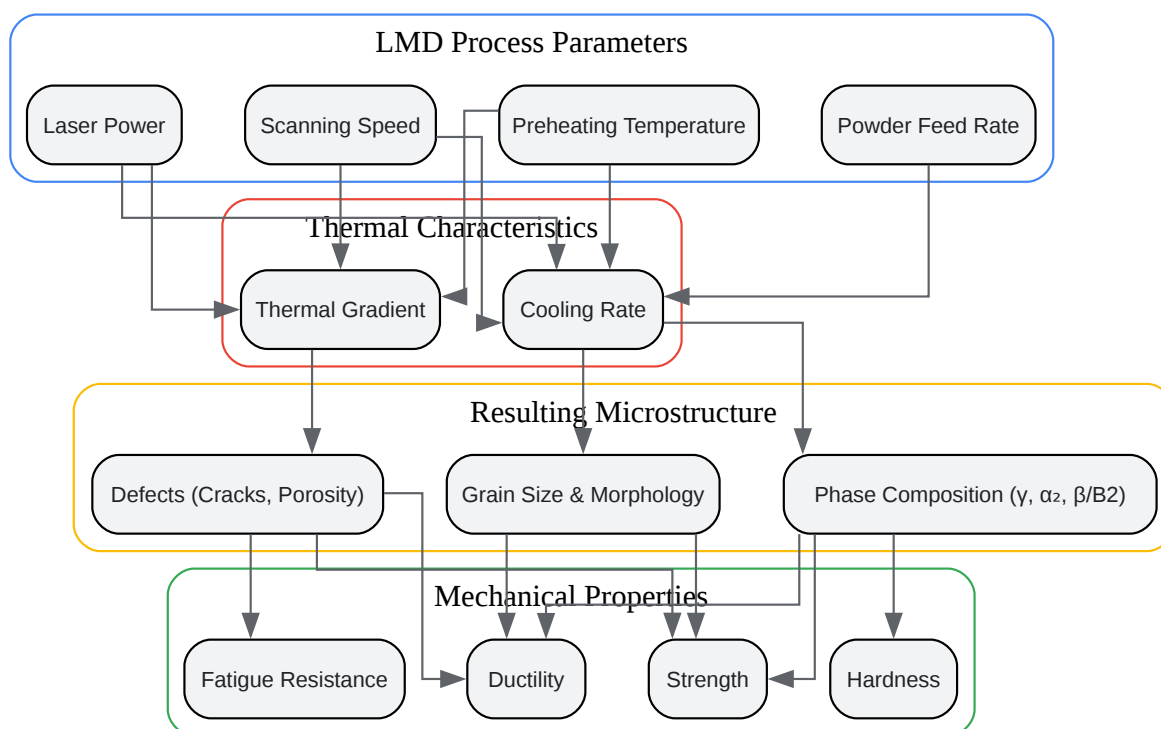 LMD Process Parameters
Laser Power
Scanning Speed
Preheating Temperature
Powder Feed Rate
Thermal Characteristics
Thermal Gradient
Cooling Rate
Resulting Microstructure
Defects (Cracks, Porosity)
Grain Size & Morphology
Phase Composition (γ, α₂, β/B2)
Mechanical Properties
Fatigue Resistance
Ductility
Strength
Hardness